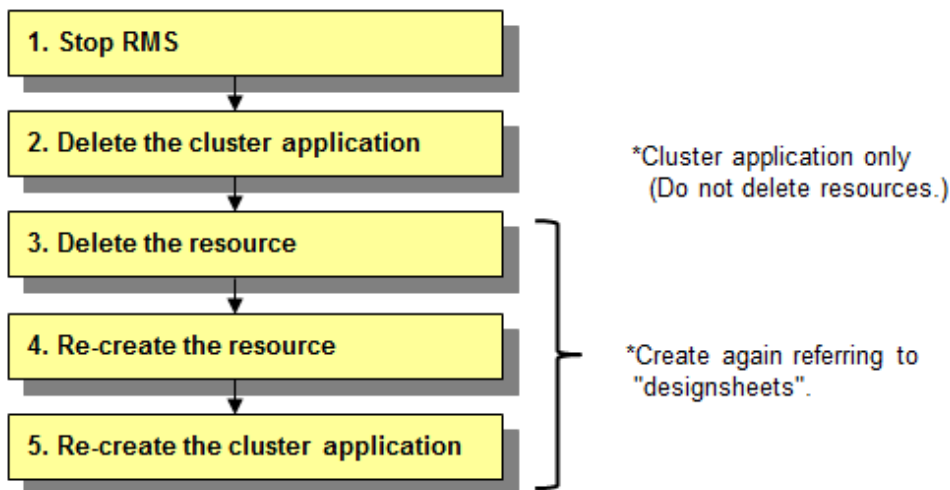 1. Stop RMS
2. Delete the cluster application
*Cluster application only
(Do not delete resources.)
3. Delete the resource
4. Re-create the resource
*Create again referring to
"designsheets".
5. Re-create the cluster application